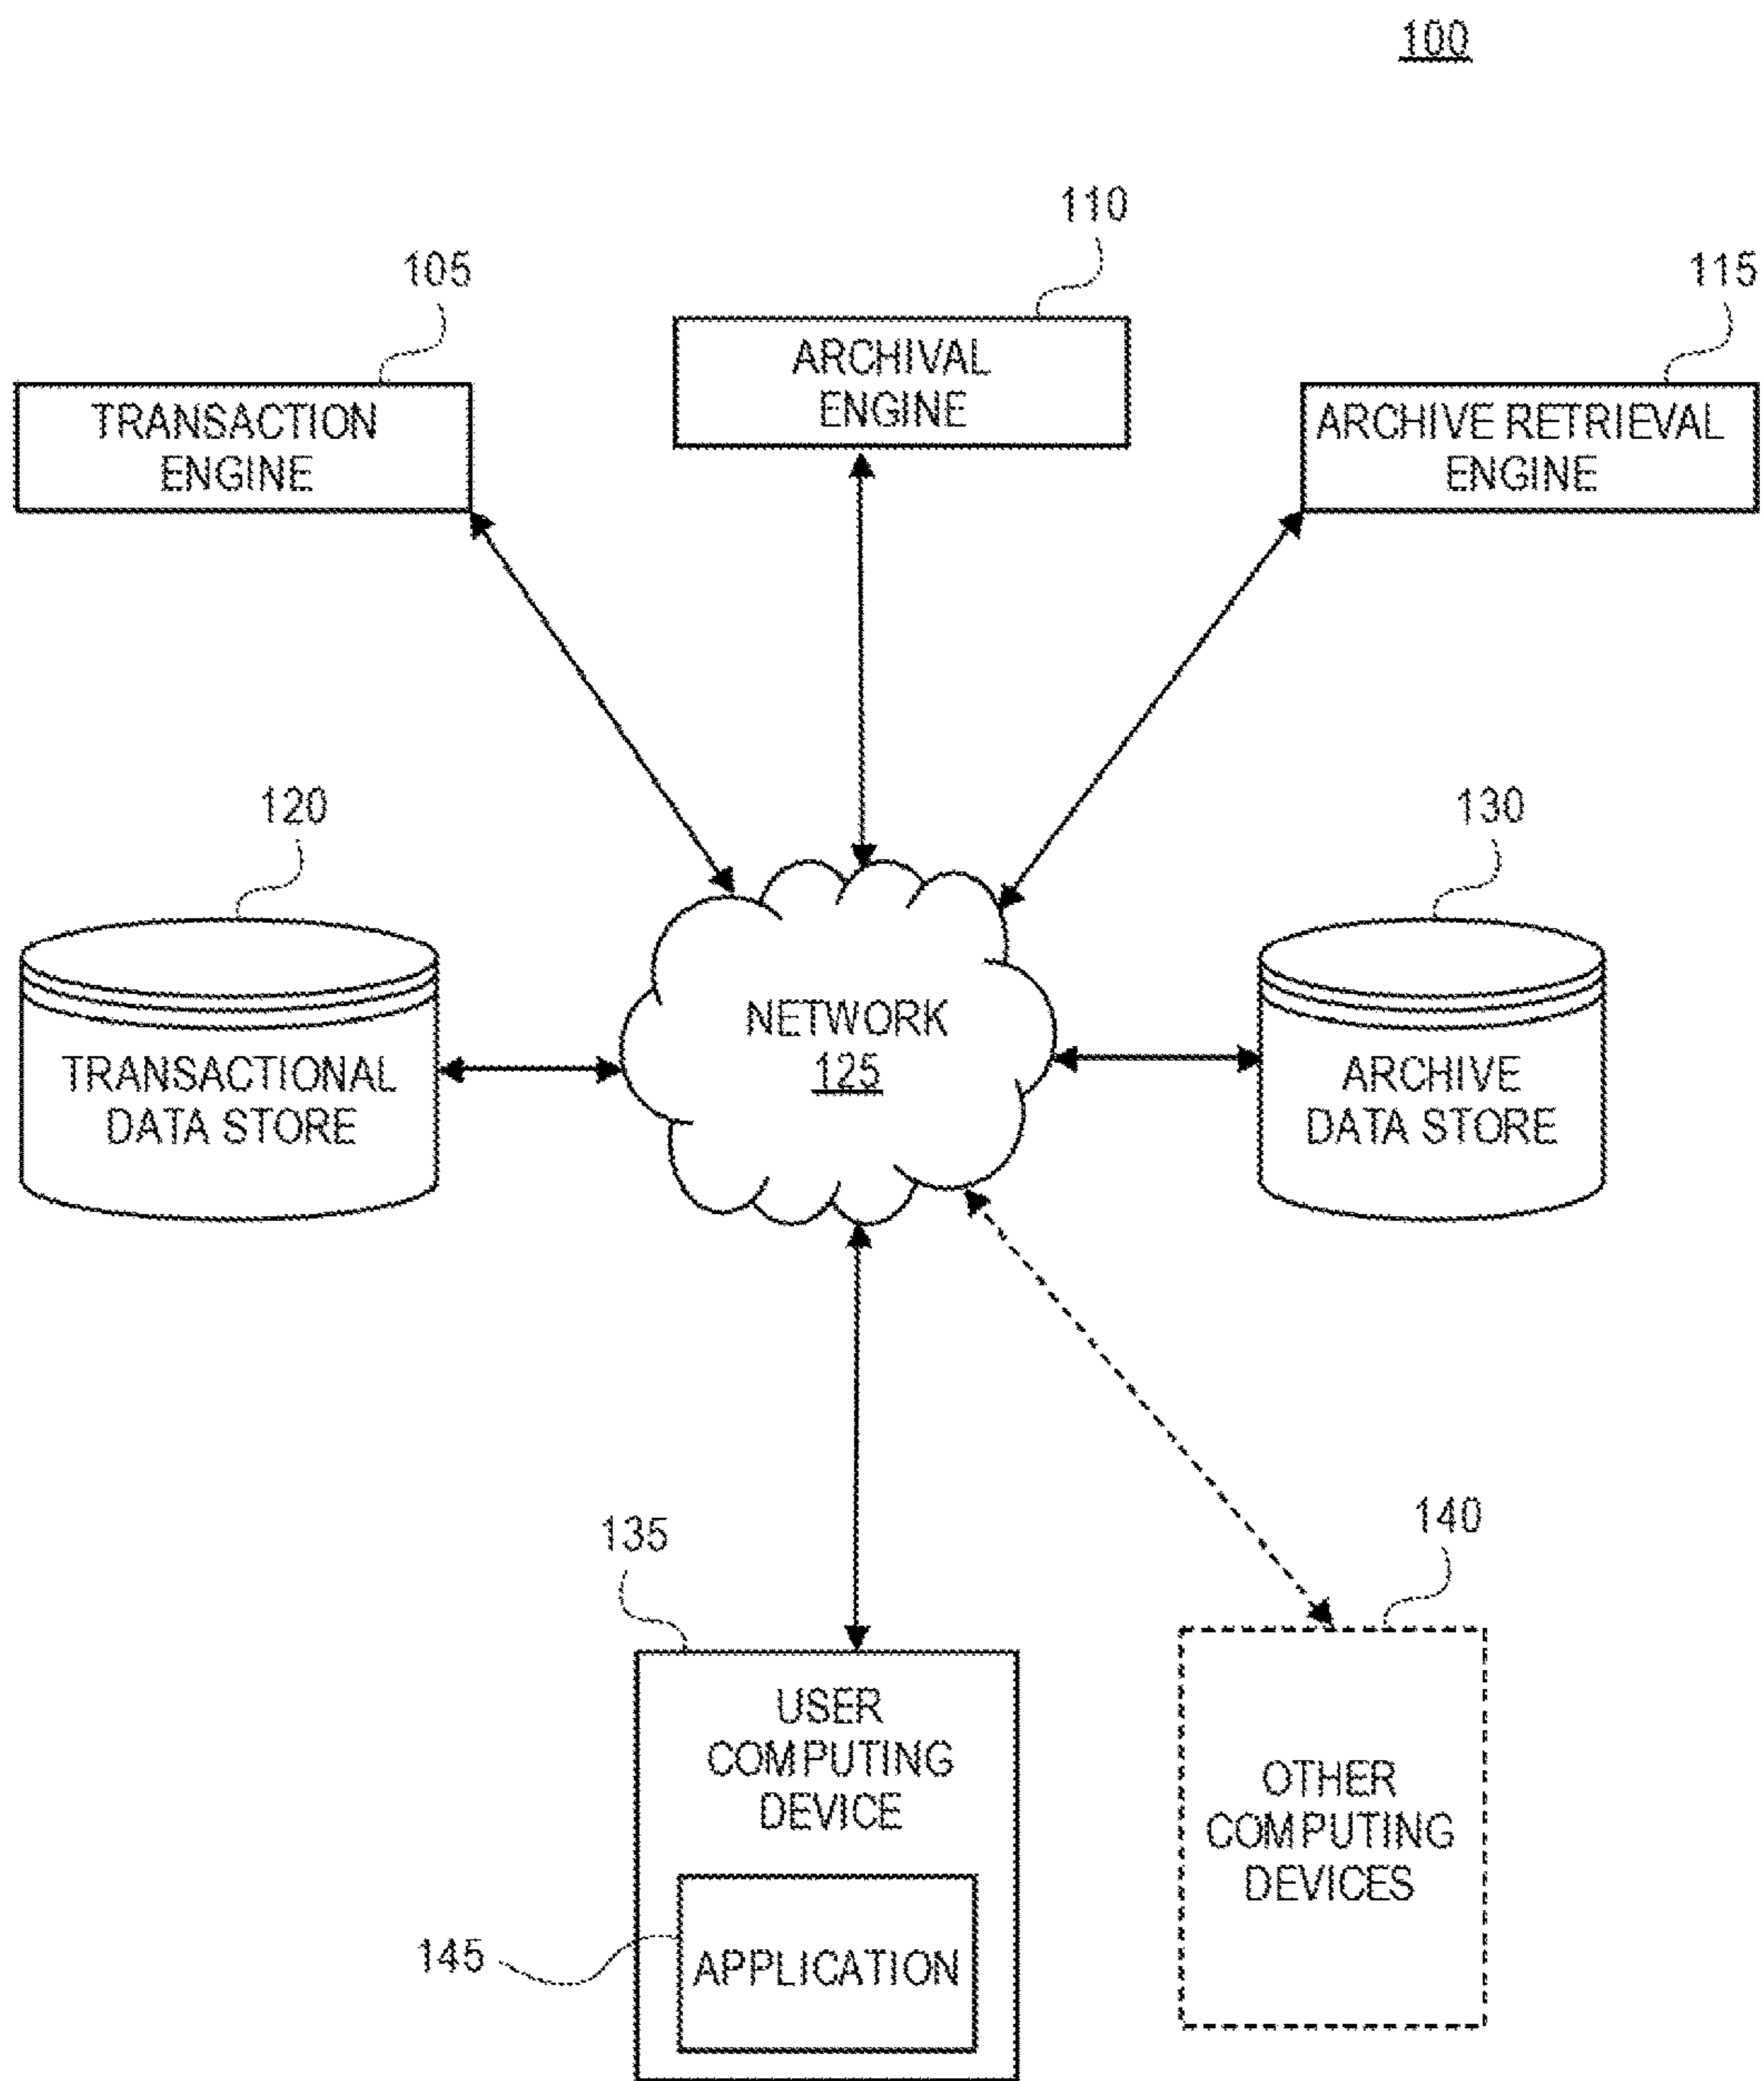 100
110
105
115
ARCHIVAL
ENGINE
TRANSACTION
ENGINE
ARCHIVE RETRIEVAL
ENGINE
120
130
NETWORK
125
TRANSACTIONAL
DATA STORE
ARCHIVE
DATA STORE
135
140
USER
COMPUTING
DEVICE
OTHER
COMPUTING
DEVICES
145
APPLICATION